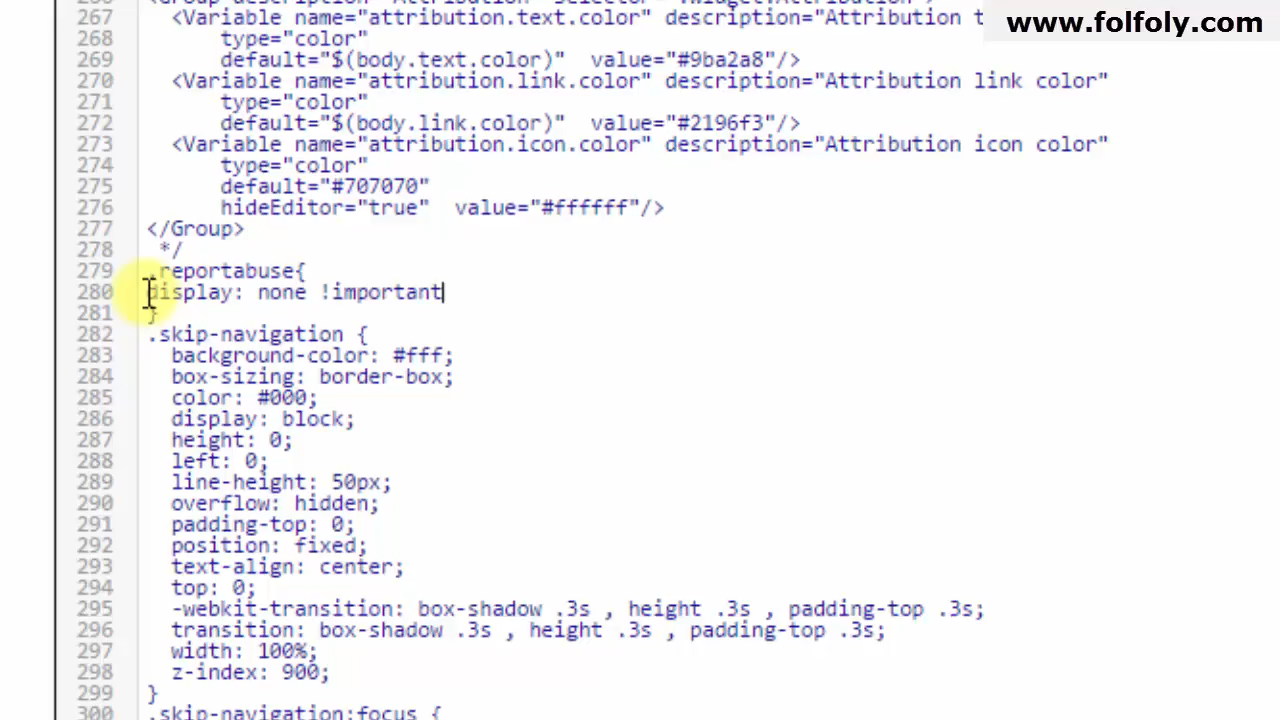 www.folfoly.com
267 <Variable name="attribution.text.color" description="Attribution t
268 type="color"
269 default="$(body.text.color)" value="#9ba2a8"/>
270 <Variable name="attribution.link.color" description="Attribution link color"
271 type="color"
272 default="$(body.link.color)" value="#2196f3"/>
273 <Variable name="attribution.icon.color" description="Attribution icon color"
274 type="color"
275 default="#707070"
276 hideEditor="true" value="#ffffff"/>
277 </Group>
278 */
279 .reportabuse{
280 display: none !important
281 }
282 .skip-navigation {
283 background-color: #fff;
284 box-sizing: border-box;
285 color: #000;
286 display: block;
287 height: 0;
288 left: 0;
289 line-height: 50px;
290 overflow: hidden;
291 padding-top: 0;
292 position: fixed;
293 text-align: center;
294 top: 0;
295 -webkit-transition: box-shadow .3s , height .3s , padding-top .3s;
296 transition: box-shadow .3s , height .3s , padding-top .3s;
297 width: 100%;
298 z-index: 900;
299 }
300 .skip-navigation:focus {